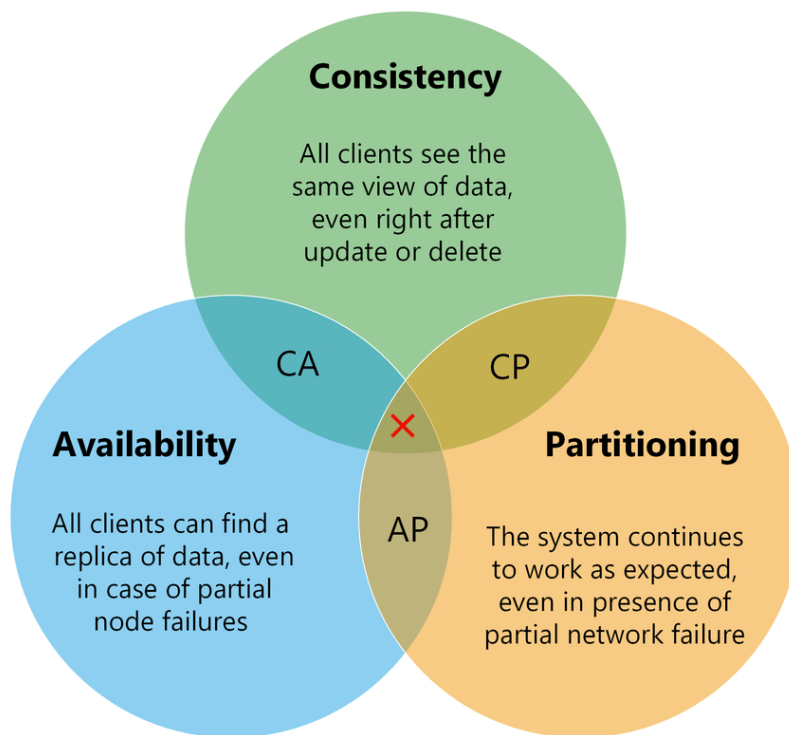 Consistency
All clients see the
same view of data,
even right after
update or delete
CA
CP
Availability
All clients can find a
replica of data, even
in case of partial
node failures
Partitioning
The system continues
to work as expected,
even in presence of
partial network failure
AP